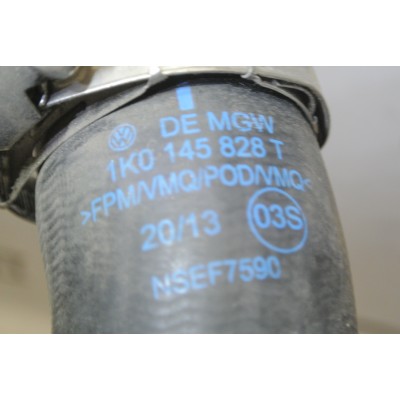 DE MGW
1K0 145 828 T
>FPM/VMQ/POD/VMQ<
20/13 03S
NSEF7590